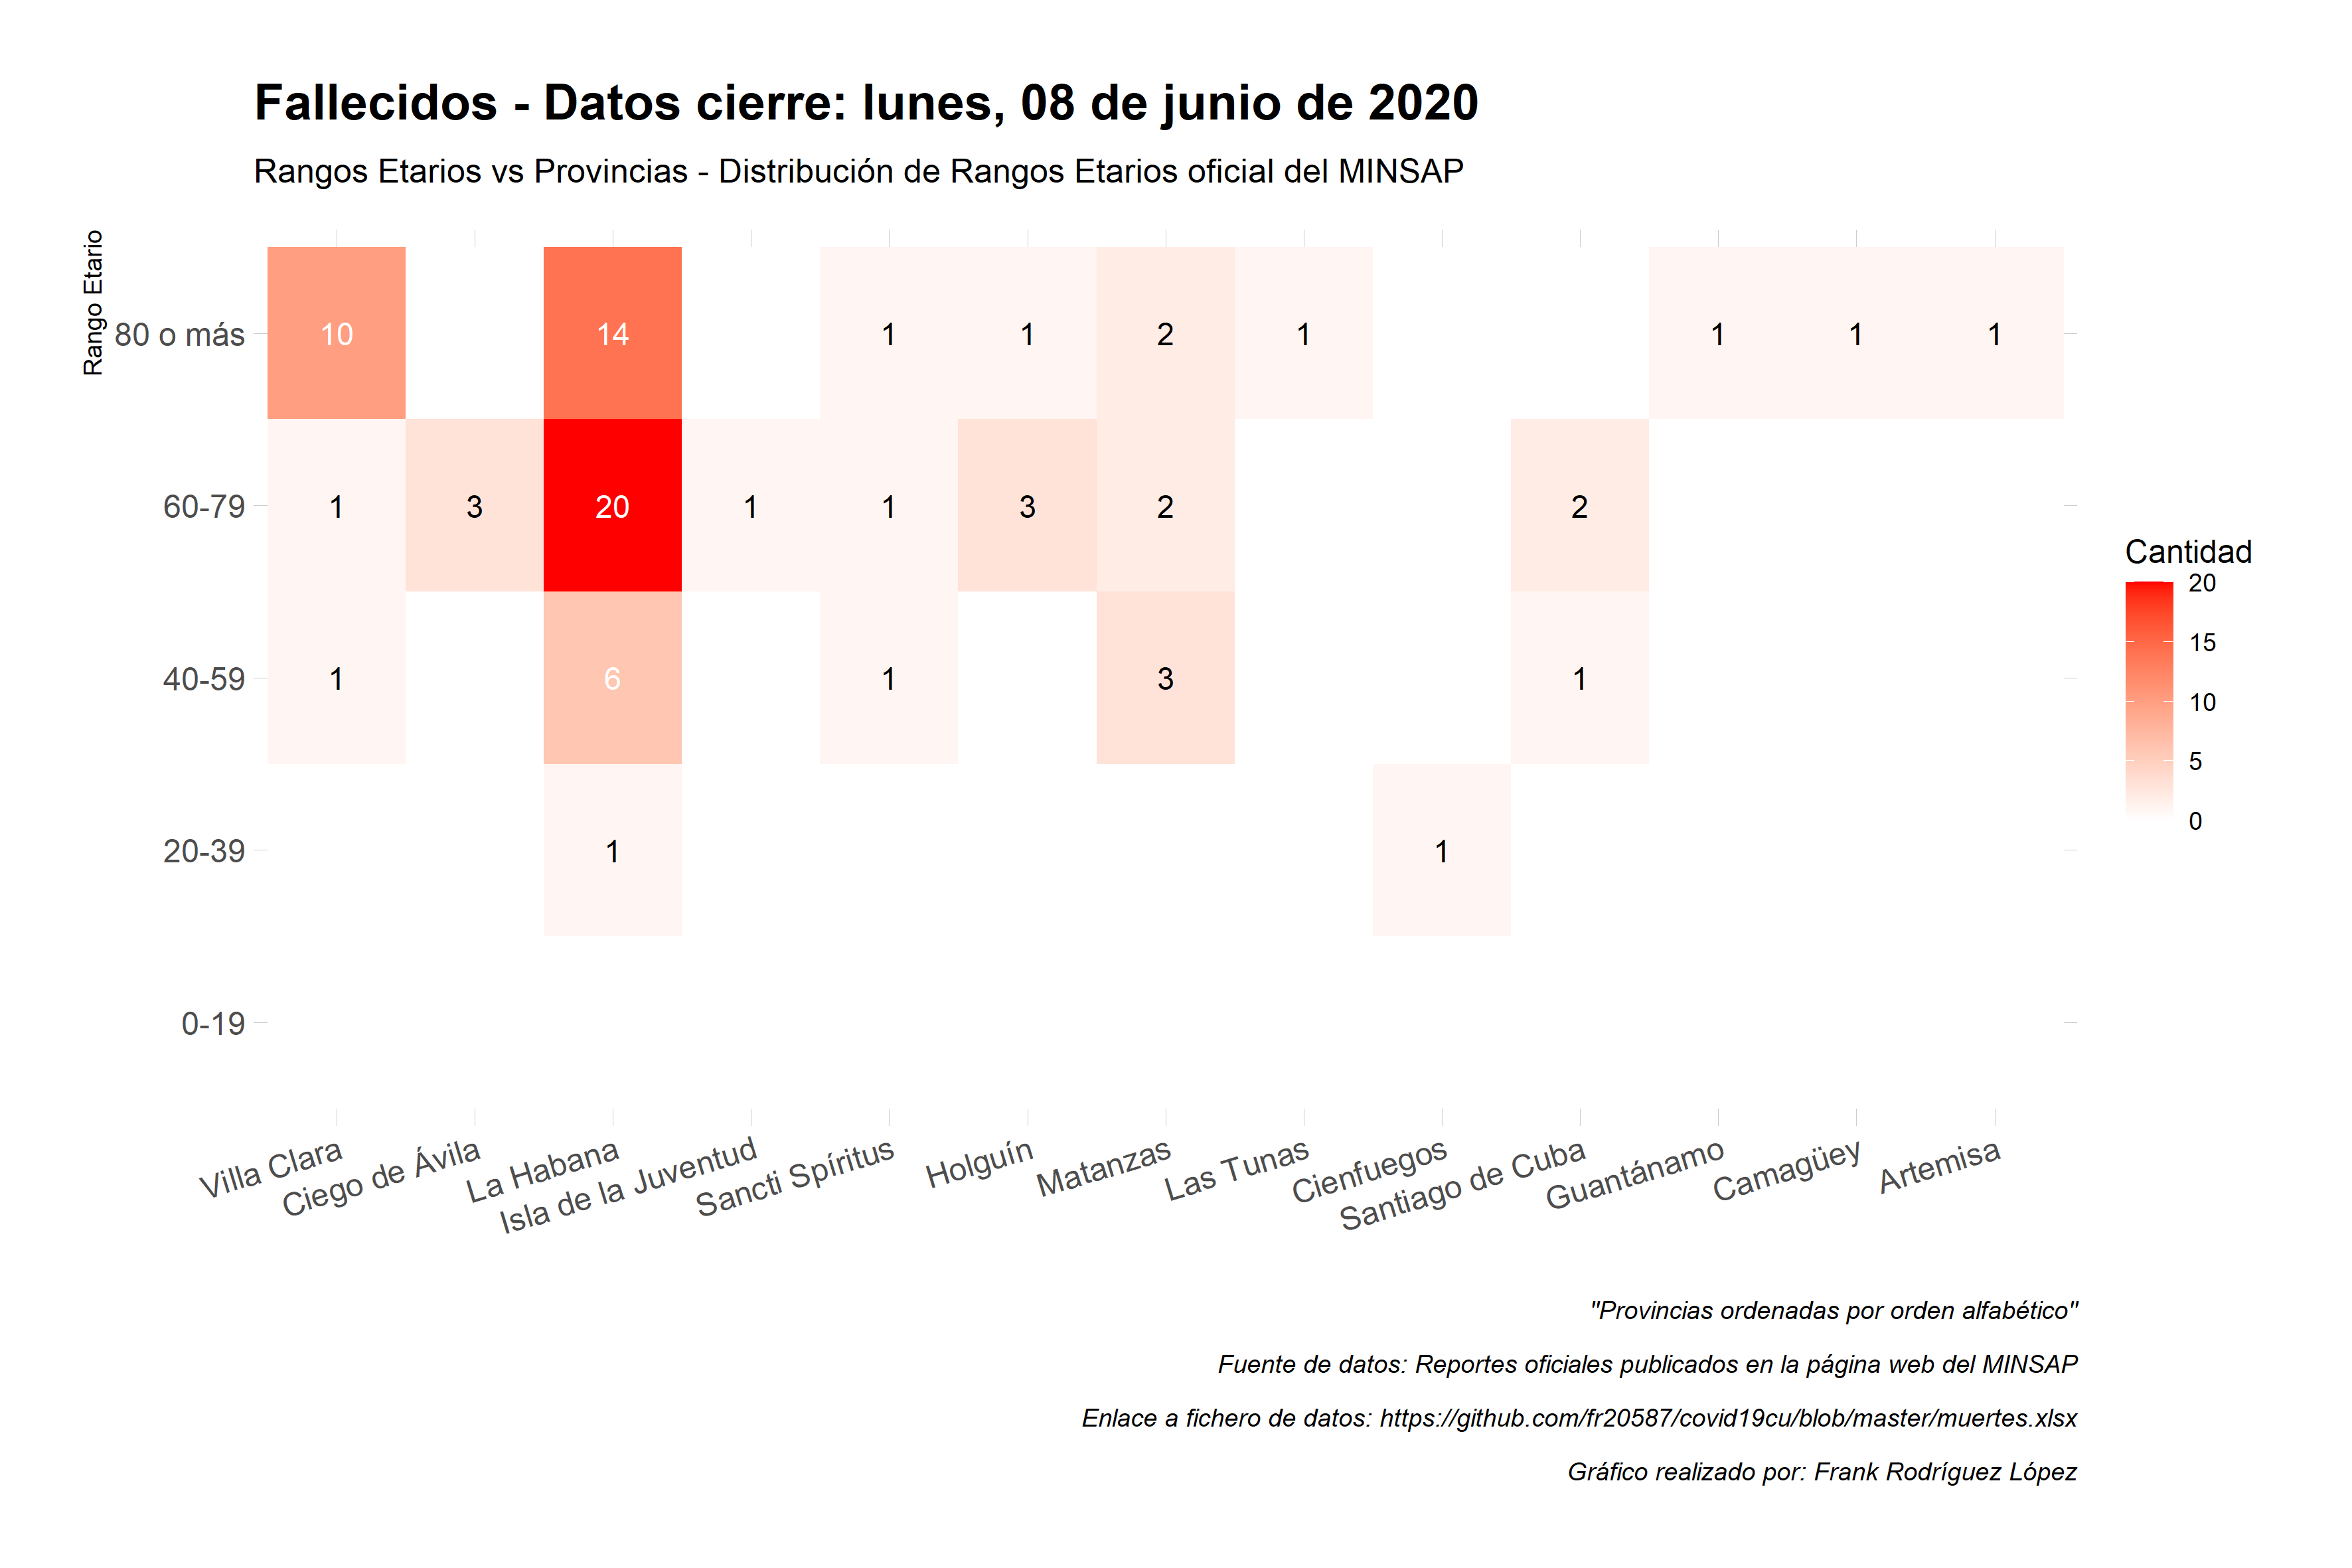 Fallecidos - Datos cierre: lunes, 08 de junio de 2020
Rangos Etarios vs Provincias - Distribución de Rangos Etarios oficial del MINSAP
Rango Etario
80 o más
10
14
1
1
2
1
1
1
1
60-79
1
3
20
1
1
3
2
2
40-59
1
6
1
3
1
20-39
1
1
0-19
Villa Clara
Ciego de Ávila
La Habana
Isla de la Juventud
Sancti Spíritus
Holguín
Matanzas
Las Tunas
Cienfuegos
Santiago de Cuba
Guantánamo
Camagüey
Artemisa
Cantidad
20
15
10
5
0
"Provincias ordenadas por orden alfabético"
Fuente de datos: Reportes oficiales publicados en la página web del MINSAP
Enlace a fichero de datos: https://github.com/fr20587/covid19cu/blob/master/muertes.xlsx
Gráfico realizado por: Frank Rodríguez López